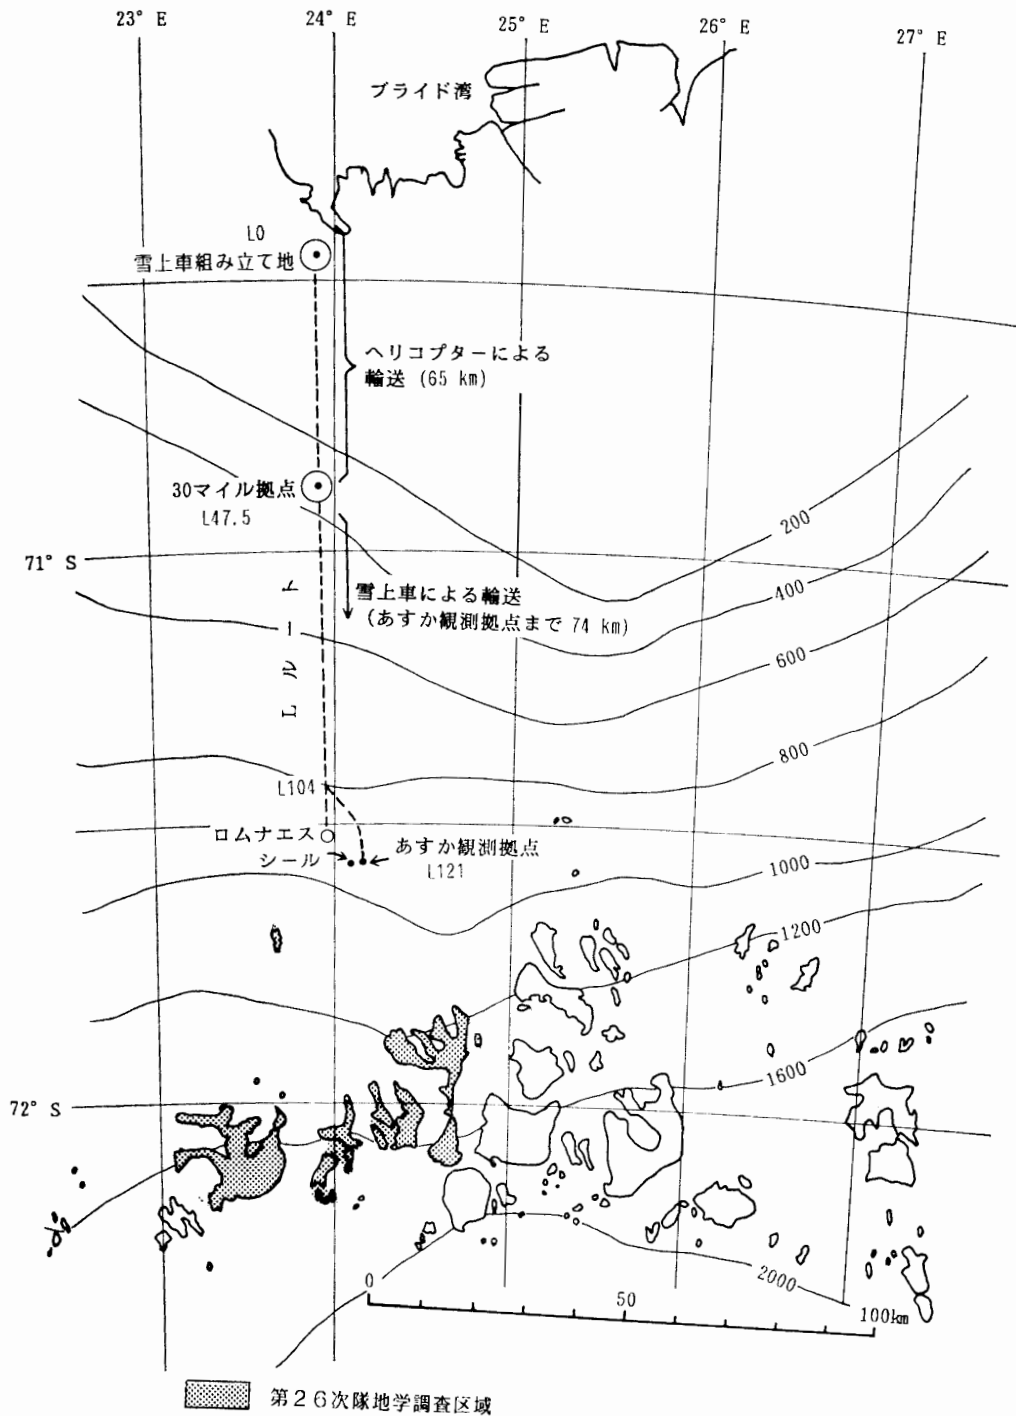 23° E
24° E
25° E
26° E
27° E
ブライド湾
L0
雪上車組み立て地
ヘリコプターによる
輸送 (65 km)
30マイル拠点
L47.5
200
71° S
400
雪上車による輸送
(あすか観測拠点まで 74 km)
Lルート
600
800
L104
ロムナエス
シール
あすか観測拠点
L121
1000
1200
1600
72° S
2000
0
50
100km
第26次隊地学調査区域